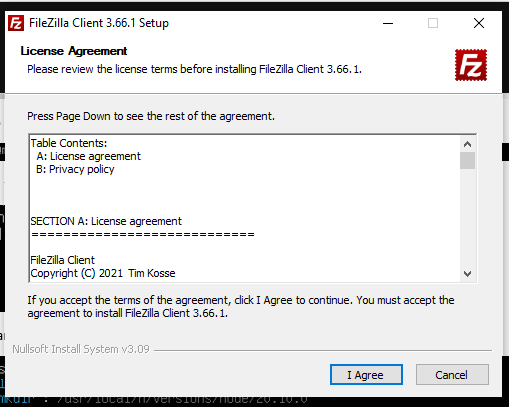 FileZilla Client 3.66.1 Setup
License Agreement
Please review the license terms before installing FileZilla Client 3.66.1.
Fz
Press Page Down to see the rest of the agreement.
Table Contents:
A: License agreement
B: Privacy policy
SECTION A: License agreement
============================
FileZilla Client
Copyright (C) 2021 Tim Kosse
If you accept the terms of the agreement, click I Agree to continue. You must accept the
agreement to install FileZilla Client 3.66.1.
Nullsoft Install System v3.09
I Agree
Cancel
: /usr/local/n/versions/node/20.10.0